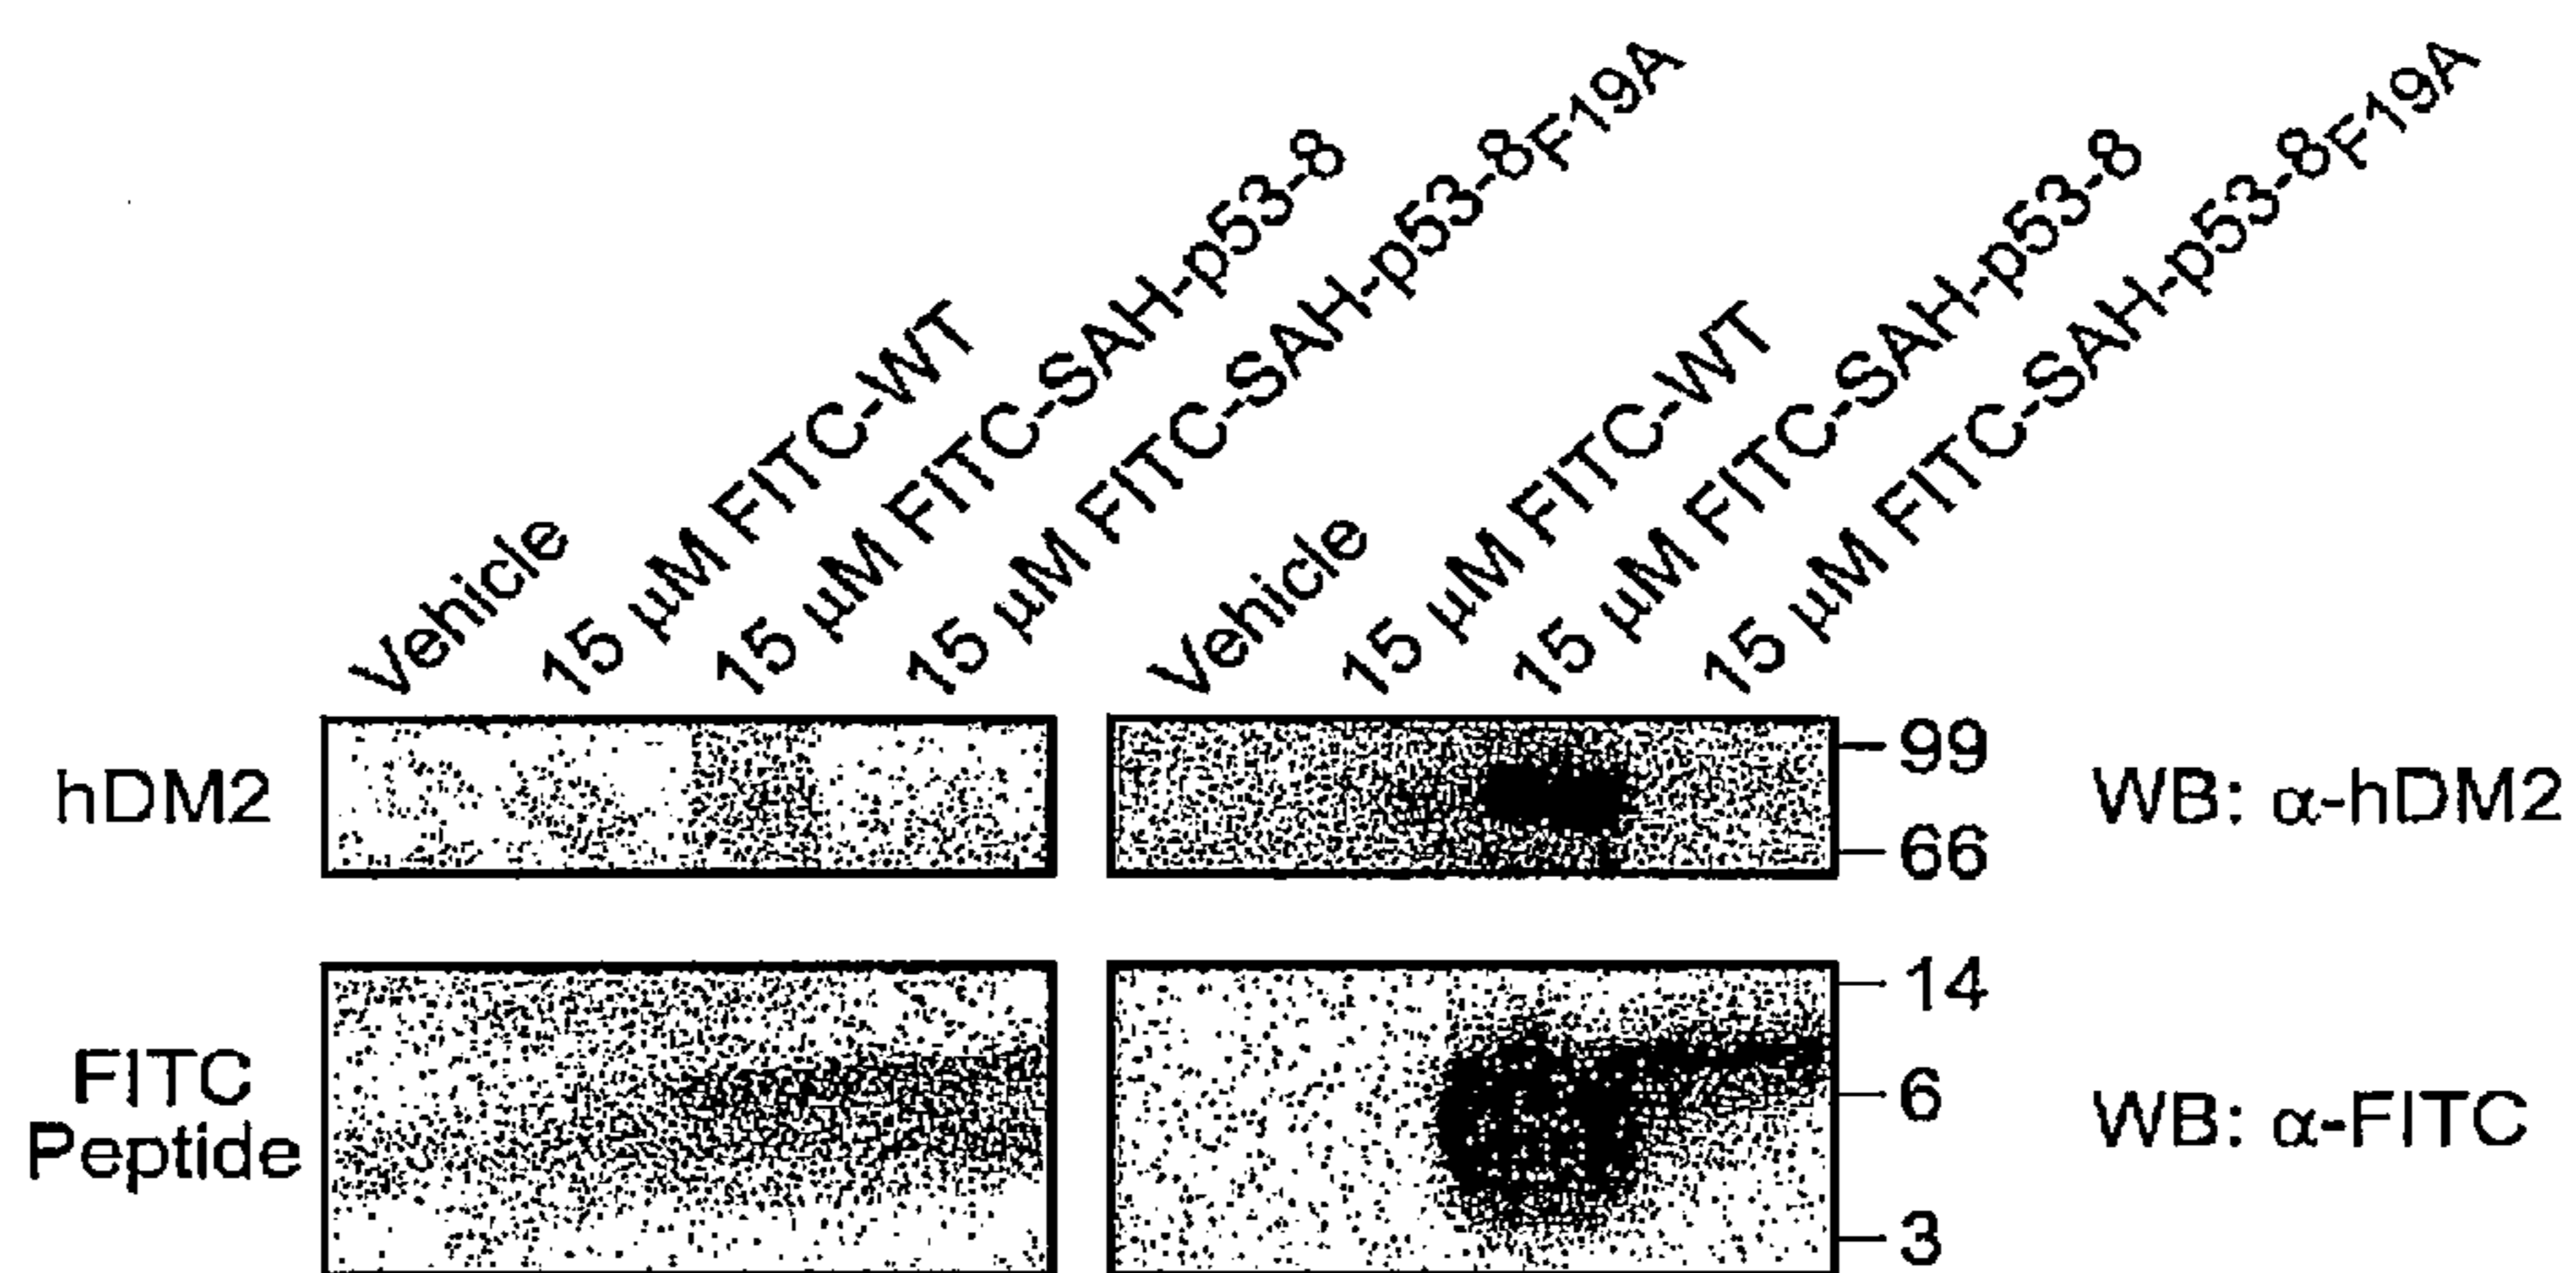 Vehicle
15 μM FITC-WT
15 μM FITC-SAH-p53-8
15 μM FITC-SAH-p53-8F19A
Vehicle
15 μM FITC-WT
15 μM FITC-SAH-p53-8
15 μM FITC-SAH-p53-8F19A
hDM2
99
66
WB: α-hDM2
FITC
Peptide
14
6
3
WB: α-FITC